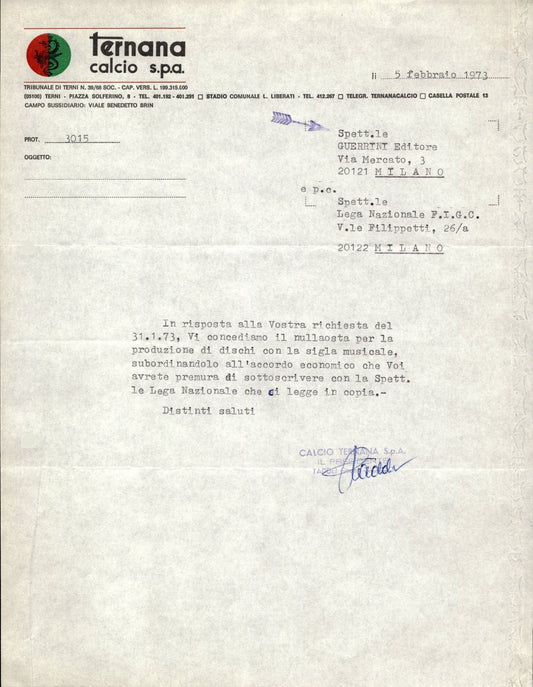 ternana
calcio s.p.a.
TRIBUNALE DI TERNI N. 39/68 SOC. - CAP. VERS. L. 199.315.000
(05100) TERNI - PIAZZA SOLFERINO, 8 - TEL. 401.192 - 401.291 □ STADIO COMUNALE L. LIBERATI - TEL. 412.267 □ TELEGR. TERNANACALCIO □ CASELLA POSTALE 13
CAMPO SUSSIDIARIO: VIALE BENEDETTO BRIN
li 5 febbraio 1973
PROT. 3015
OGGETTO:
Spett.le
GUERRINI Editore
Via Mercato, 3
20121 MILANO
e p.c.
Spett.le
Lega Nazionale F.I.G.C.
V.le Filippetti, 26/a
20122 MILANO
In risposta alla Vostra richiesta del
31.1.73, Vi concediamo il nullaosta per la
produzione di dischi con la sigla musicale,
subordinandolo all'accordo economico che Voi
avrete premura di sottoscrivere con la Spett.
le Lega Nazionale che ci legge in copia.-
Distinti saluti
CALCIO TERNANA S.p.A.
IL